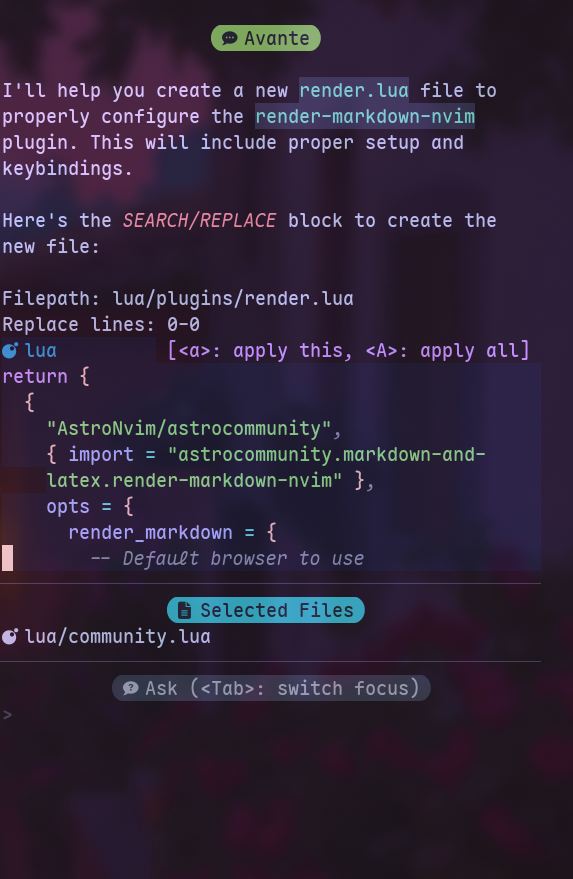 Avante
I'll help you create a new render.lua file to
properly configure the render-markdown-nvim
plugin. This will include proper setup and
keybindings.
Here's the SEARCH/REPLACE block to create the
new file:
Filepath: lua/plugins/render.lua
Replace lines: 0-0
lua [<a>: apply this, <A>: apply all]
return {
  {
    "AstroNvim/astrocommunity",
    { import = "astrocommunity.markdown-and-
    latex.render-markdown-nvim" },
    opts = {
      render_markdown = {
        -- Default browser to use
Selected Files
lua/community.lua
Ask (<Tab>: switch focus)
>